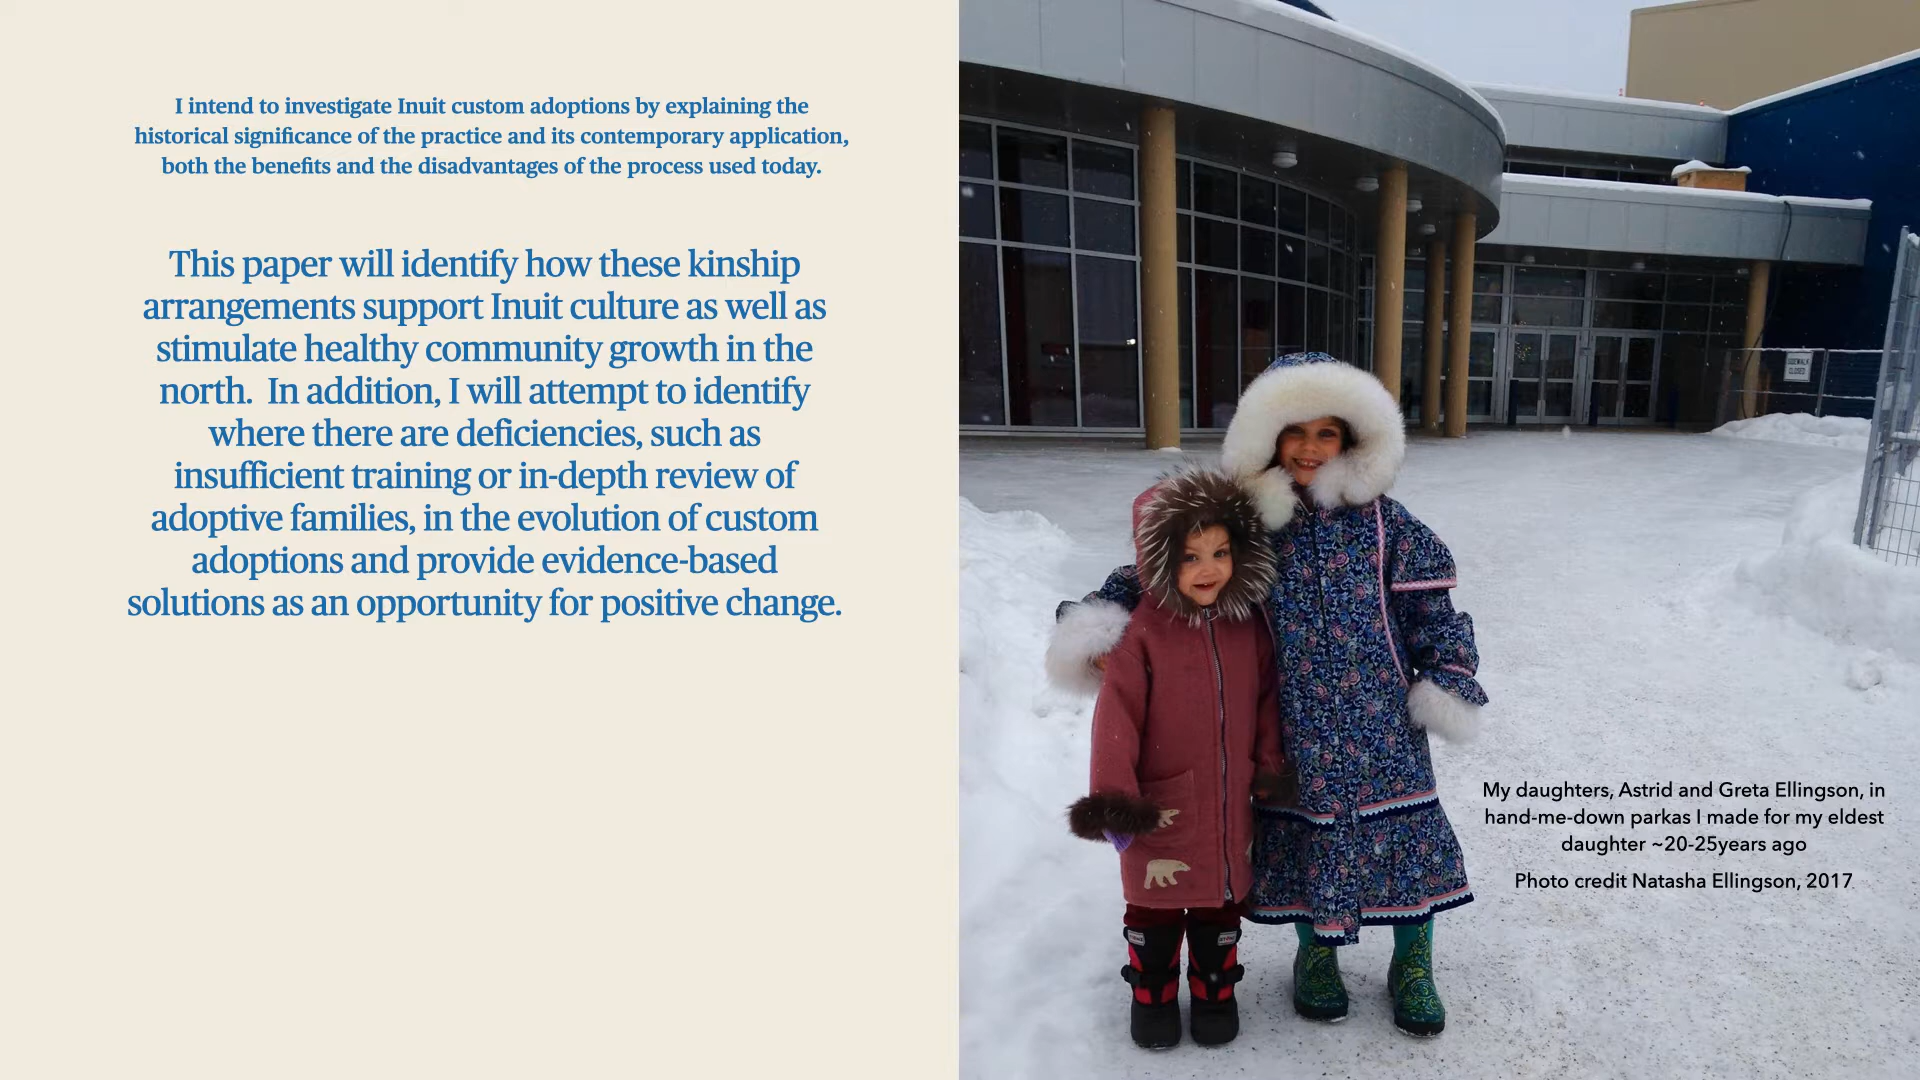 I intend to investigate Inuit custom adoptions by explaining the
historical significance of the practice and its contemporary application,
both the benefits and the disadvantages of the process used today.
This paper will identify how these kinship
arrangements support Inuit culture as well as
stimulate healthy community growth in the
north.  In addition, I will attempt to identify
where there are deficiencies, such as
insufficient training or in-depth review of
adoptive families, in the evolution of custom
adoptions and provide evidence-based
solutions as an opportunity for positive change.
SIDEWALK
CLOSED
My daughters, Astrid and Greta Ellingson, in
hand-me-down parkas I made for my eldest
daughter ~20-25years ago
Photo credit Natasha Ellingson, 2017